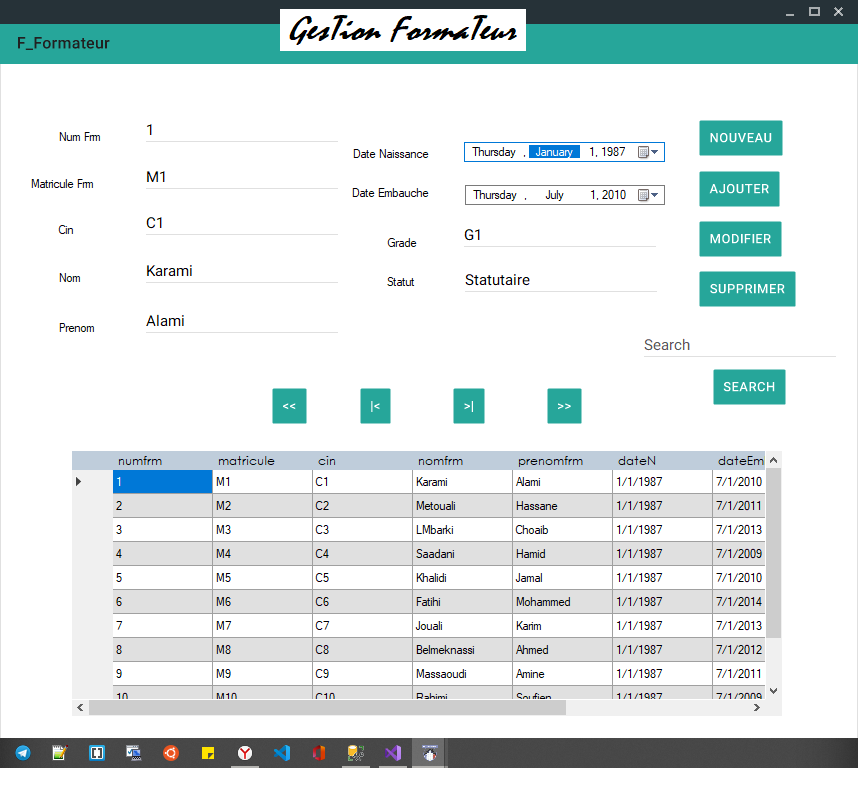 GesTion FormaTeur
F_Formateur
Num Frm 1
Matricule Frm M1
Cin C1
Nom Karami
Prenom Alami
Date Naissance Thursday , January 1, 1987
Date Embauche Thursday , July 1, 2010
Grade G1
Statut Statutaire
NOUVEAU
AJOUTER
MODIFIER
SUPPRIMER
Search
SEARCH
<< |< >| >>
numfrm matricule cin nomfrm prenomfrm dateN dateEm
1 M1 C1 Karami Alami 1/1/1987 7/1/2010
2 M2 C2 Metouali Hassane 1/1/1987 7/1/2011
3 M3 C3 LMbarki Choaib 1/1/1987 7/1/2013
4 M4 C4 Saadani Hamid 1/1/1987 7/1/2009
5 M5 C5 Khalidi Jamal 1/1/1987 7/1/2010
6 M6 C6 Fatihi Mohammed 1/1/1987 7/1/2014
7 M7 C7 Jouali Karim 1/1/1987 7/1/2013
8 M8 C8 Belmeknassi Ahmed 1/1/1987 7/1/2012
9 M9 C9 Massaoudi Amine 1/1/1987 7/1/2011
10 M10 C10 Rahimi Soufien 1/1/1987 7/1/2009